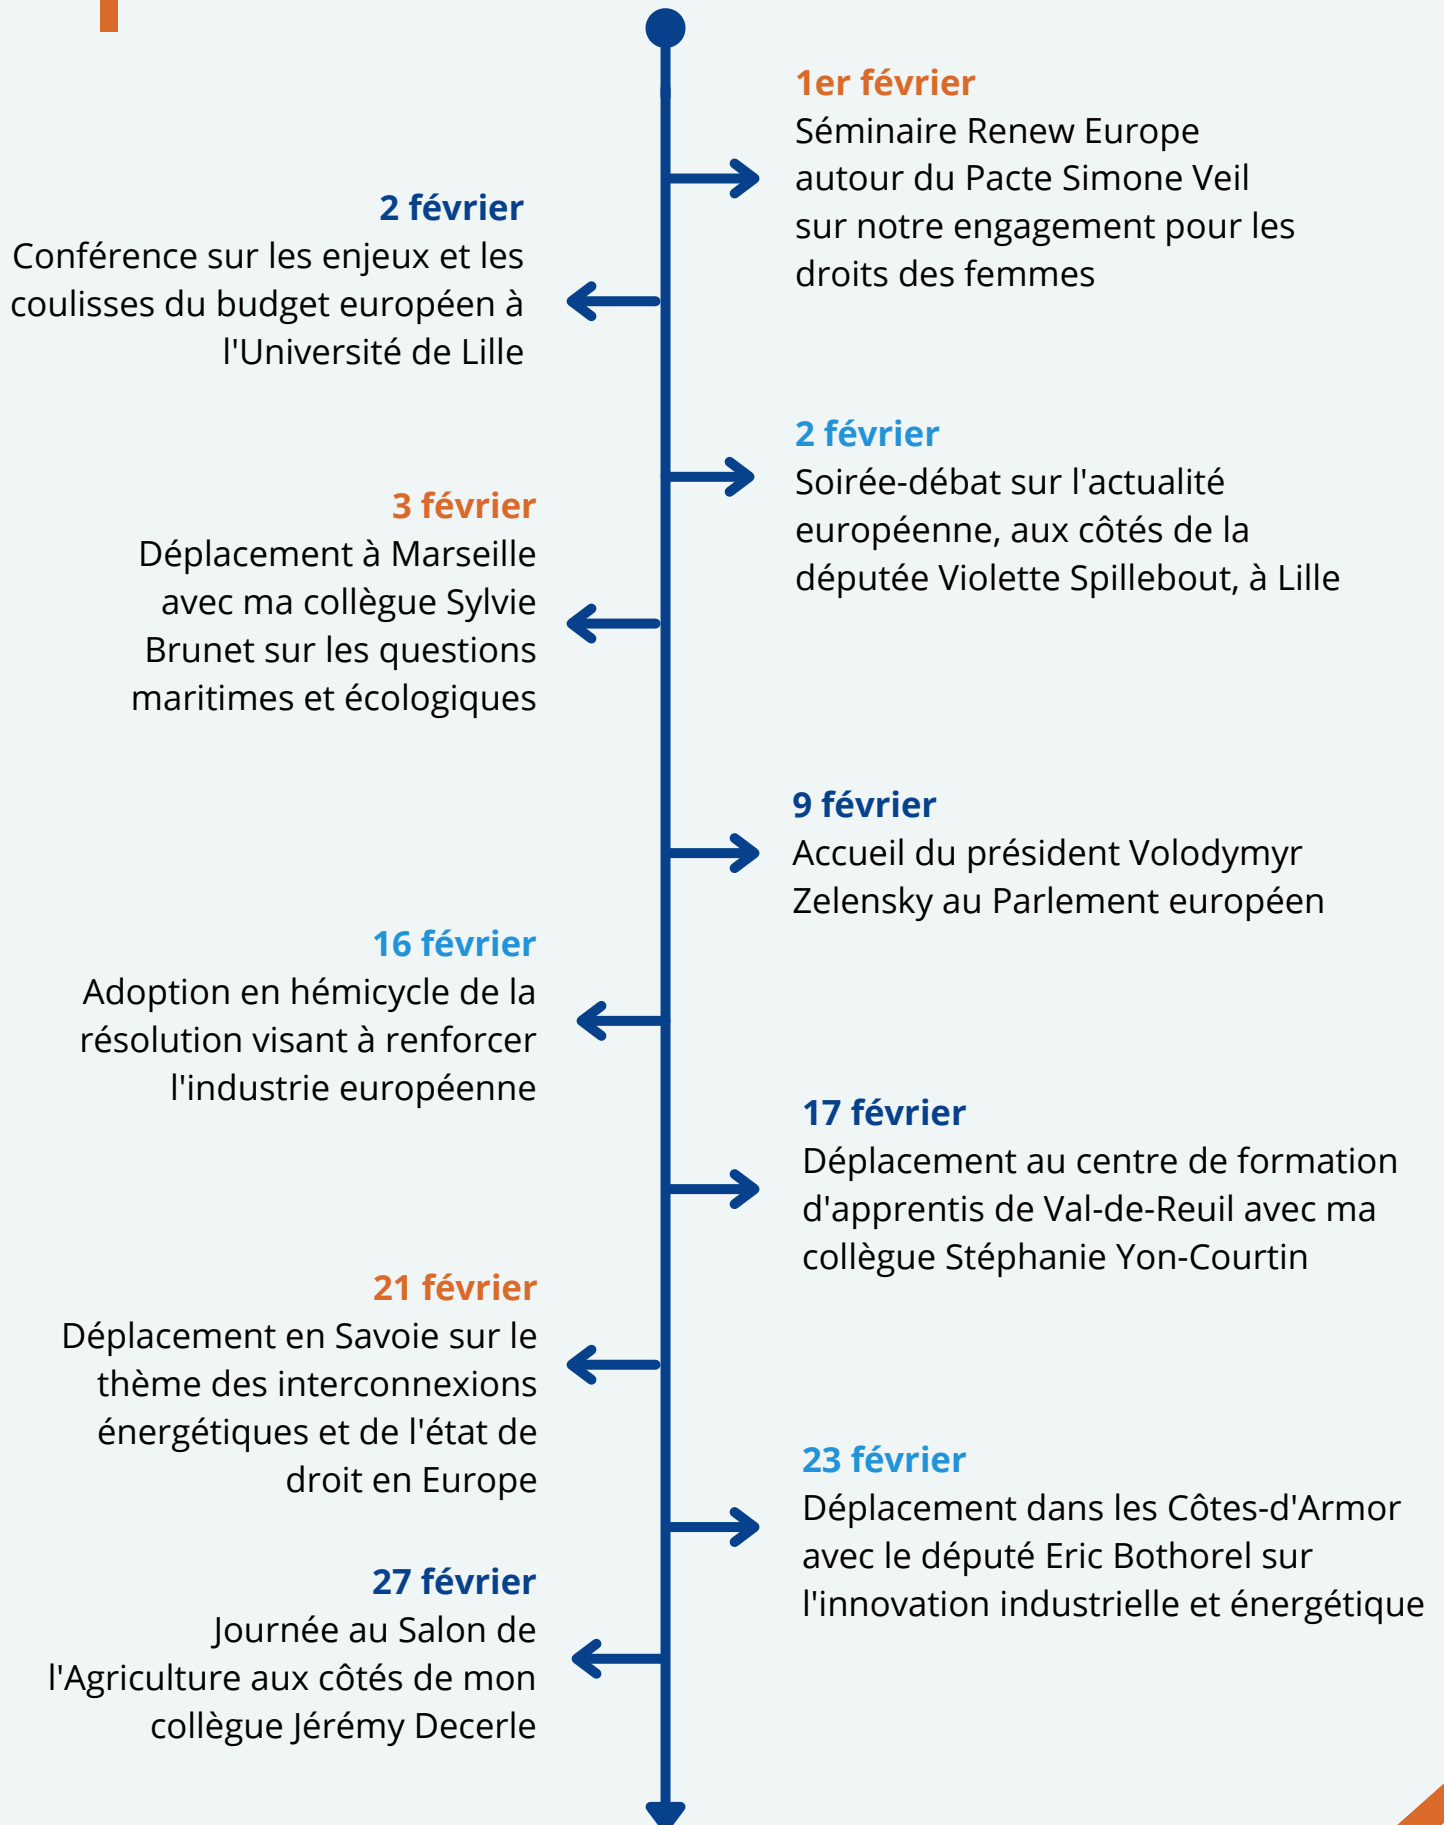 1er février
Séminaire Renew Europe
autour du Pacte Simone Veil
sur notre engagement pour les
droits des femmes
2 février
Conférence sur les enjeux et les
coulisses du budget européen à
l'Université de Lille
2 février
Soirée-débat sur l'actualité
européenne, aux côtés de la
députée Violette Spillebout, à Lille
3 février
Déplacement à Marseille
avec ma collègue Sylvie
Brunet sur les questions
maritimes et écologiques
9 février
Accueil du président Volodymyr
Zelensky au Parlement européen
16 février
Adoption en hémicycle de la
résolution visant à renforcer
l'industrie européenne
17 février
Déplacement au centre de formation
d'apprentis de Val-de-Reuil avec ma
collègue Stéphanie Yon-Courtin
21 février
Déplacement en Savoie sur le
thème des interconnexions
énergétiques et de l'état de
droit en Europe
23 février
Déplacement dans les Côtes-d'Armor
avec le député Eric Bothorel sur
l'innovation industrielle et énergétique
27 février
Journée au Salon de
l'Agriculture aux côtés de mon
collègue Jérémy Decerle